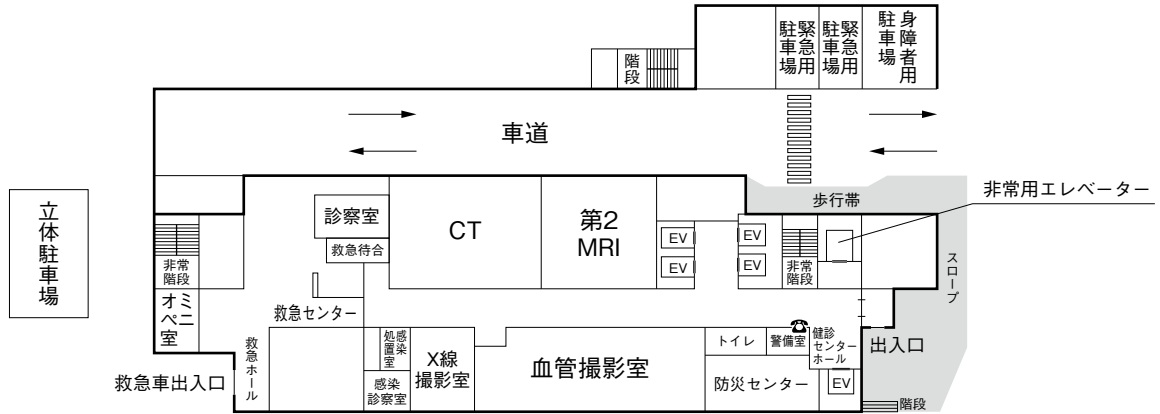 階段
緊急用
駐車場
緊急用
駐車場
身障者用
駐車場
車道
立体駐車場
歩行帯
非常用エレベーター
診察室
救急待合
CT
第2
MRI
EV
EV
EV
EV
非常
階段
非常
階段
スロープ
ミニ
オペ室
救急センター
救急ホール
救急車出入口
感染
処置室
感染
診察室
X線
撮影室
血管撮影室
トイレ
警備室
防災センター
健診
センター
ホール
EV
出入口
階段